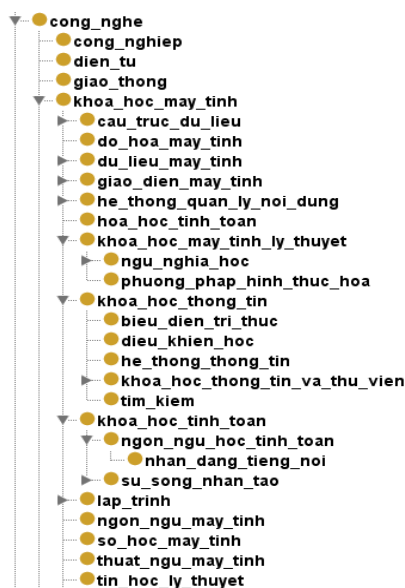 cong_nghe
cong_nghiep
dien_tu
giao_thong
khoa_hoc_may_tinh
cau_truc_du_lieu
do_hoa_may_tinh
du_lieu_may_tinh
giao_dien_may_tinh
he_thong_quan_ly_noi_dung
hoa_hoc_tinh_toan
khoa_hoc_may_tinh_ly_thuyet
ngu_nghia_hoc
phuong_phap_hinh_thuc_hoa
khoa_hoc_thong_tin
bieu_dien_tri_thuc
dieu_khien_hoc
he_thong_thong_tin
khoa_hoc_thong_tin_va_thu_vien
tim_kiem
khoa_hoc_tinh_toan
ngon_ngu_hoc_tinh_toan
nhan_dang_tieng_noi
su_song_nhan_tao
lap_trinh
ngon_ngu_may_tinh
so_hoc_may_tinh
thuat_ngu_may_tinh
tin_hoc_ly_thuyet